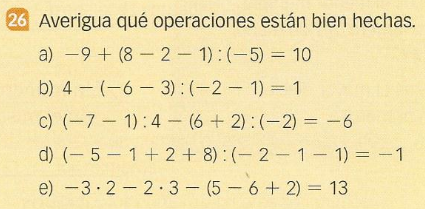 26 Averigua qué operaciones están bien hechas.
a) −9 + (8 − 2 − 1) : (−5) = 10
b) 4 − (−6 − 3) : (−2 − 1) = 1
c) (−7 − 1) : 4 − (6 + 2) : (−2) = −6
d) (− 5 − 1 + 2 + 8) : (− 2 − 1 − 1) = −1
e) −3 · 2 − 2 · 3 − (5 − 6 + 2) = 13